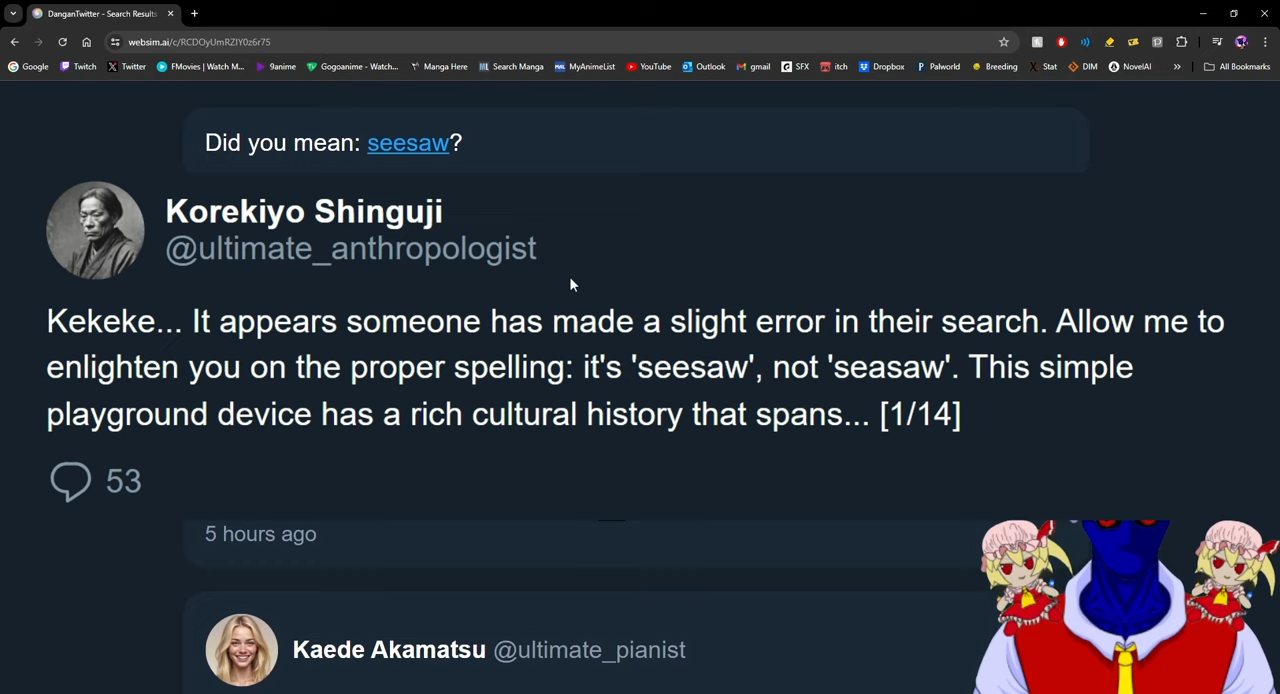 DanganTwitter - Search Results
websim.ai/c/RCDOyUmRZIY0z6r75
Google Twitch Twitter FMovies | Watch M... 9anime Gogoanime - Watch... Manga Here Search Manga MyAnimeList YouTube Outlook gmail SFX itch Dropbox Palworld Breeding Stat DIM NovelAI » All Bookmarks
Did you mean: seesaw?
Korekiyo Shinguji
@ultimate_anthropologist
Kekeke... It appears someone has made a slight error in their search. Allow me to
enlighten you on the proper spelling: it's 'seesaw', not 'seasaw'. This simple
playground device has a rich cultural history that spans... [1/14]
53
5 hours ago
Kaede Akamatsu @ultimate_pianist